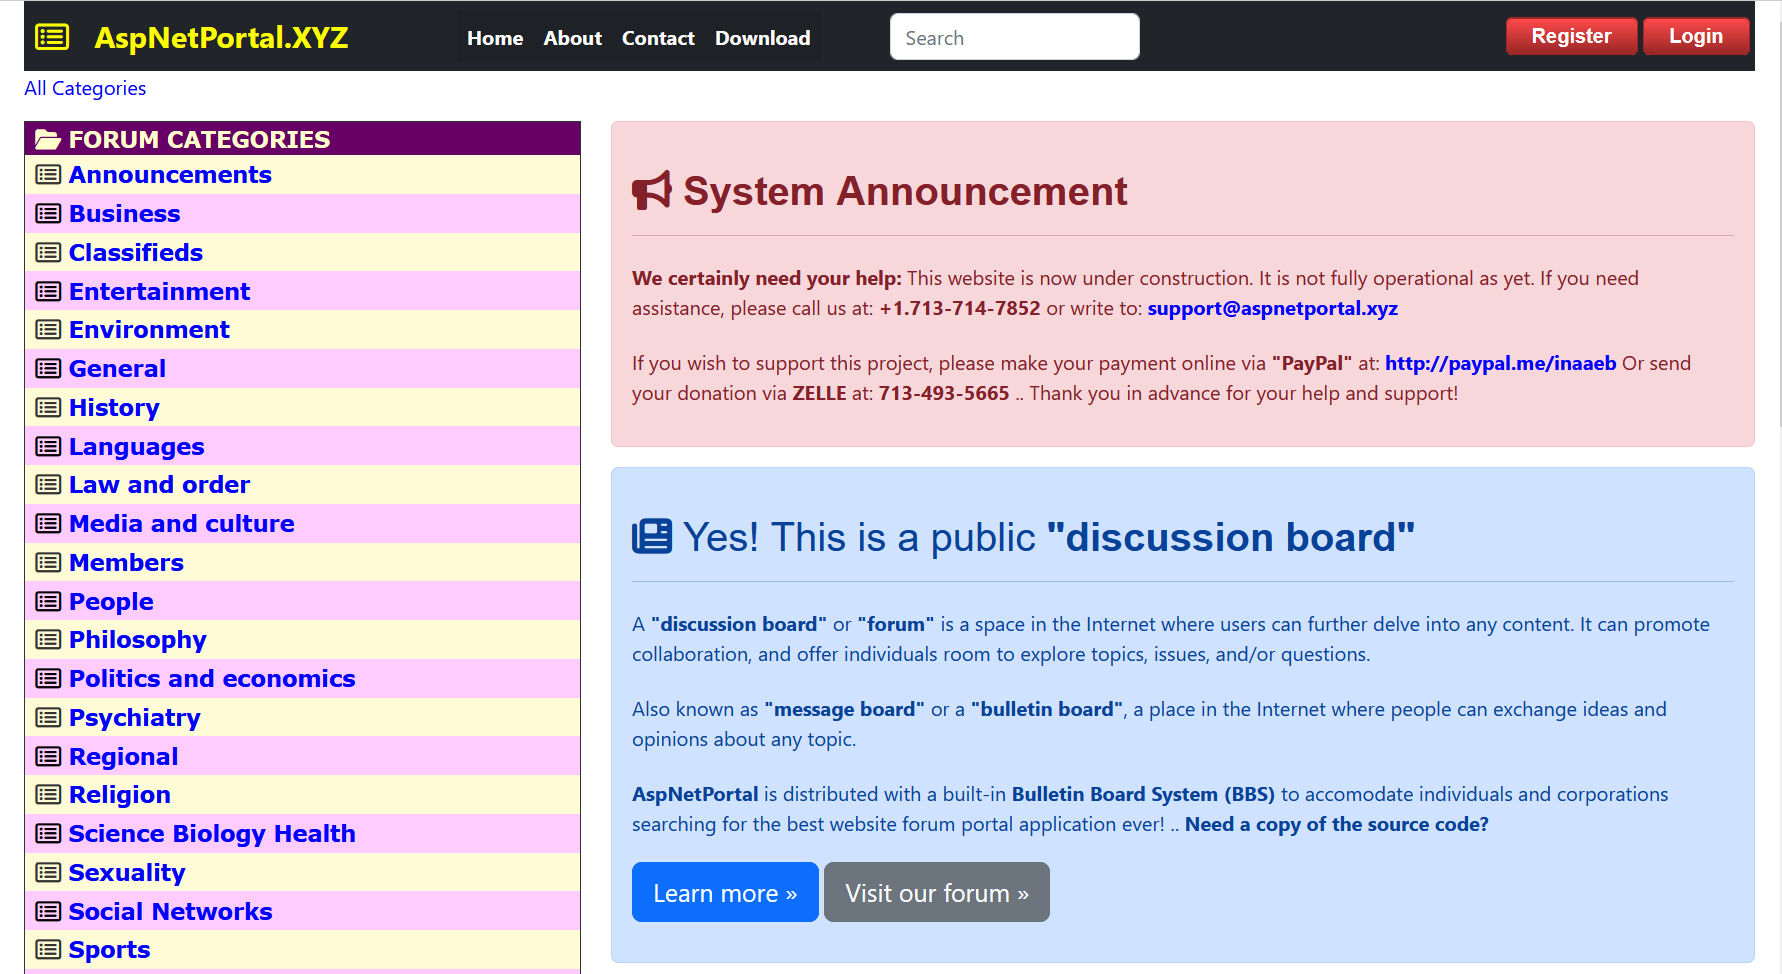 AspNetPortal.XYZ
Home About Contact Download
Search
Register
Login
All Categories
FORUM CATEGORIES
Announcements
Business
Classifieds
Entertainment
Environment
General
History
Languages
Law and order
Media and culture
Members
People
Philosophy
Politics and economics
Psychiatry
Regional
Religion
Science Biology Health
Sexuality
Social Networks
Sports
System Announcement
We certainly need your help: This website is now under construction. It is not fully operational as yet. If you need
assistance, please call us at: +1.713-714-7852 or write to: support@aspnetportal.xyz
If you wish to support this project, please make your payment online via "PayPal" at: http://paypal.me/inaaeb Or send
your donation via ZELLE at: 713-493-5665 .. Thank you in advance for your help and support!
Yes! This is a public "discussion board"
A "discussion board" or "forum" is a space in the Internet where users can further delve into any content. It can promote
collaboration, and offer individuals room to explore topics, issues, and/or questions.
Also known as "message board" or a "bulletin board", a place in the Internet where people can exchange ideas and
opinions about any topic.
AspNetPortal is distributed with a built-in Bulletin Board System (BBS) to accomodate individuals and corporations
searching for the best website forum portal application ever! .. Need a copy of the source code?
Learn more »
Visit our forum »